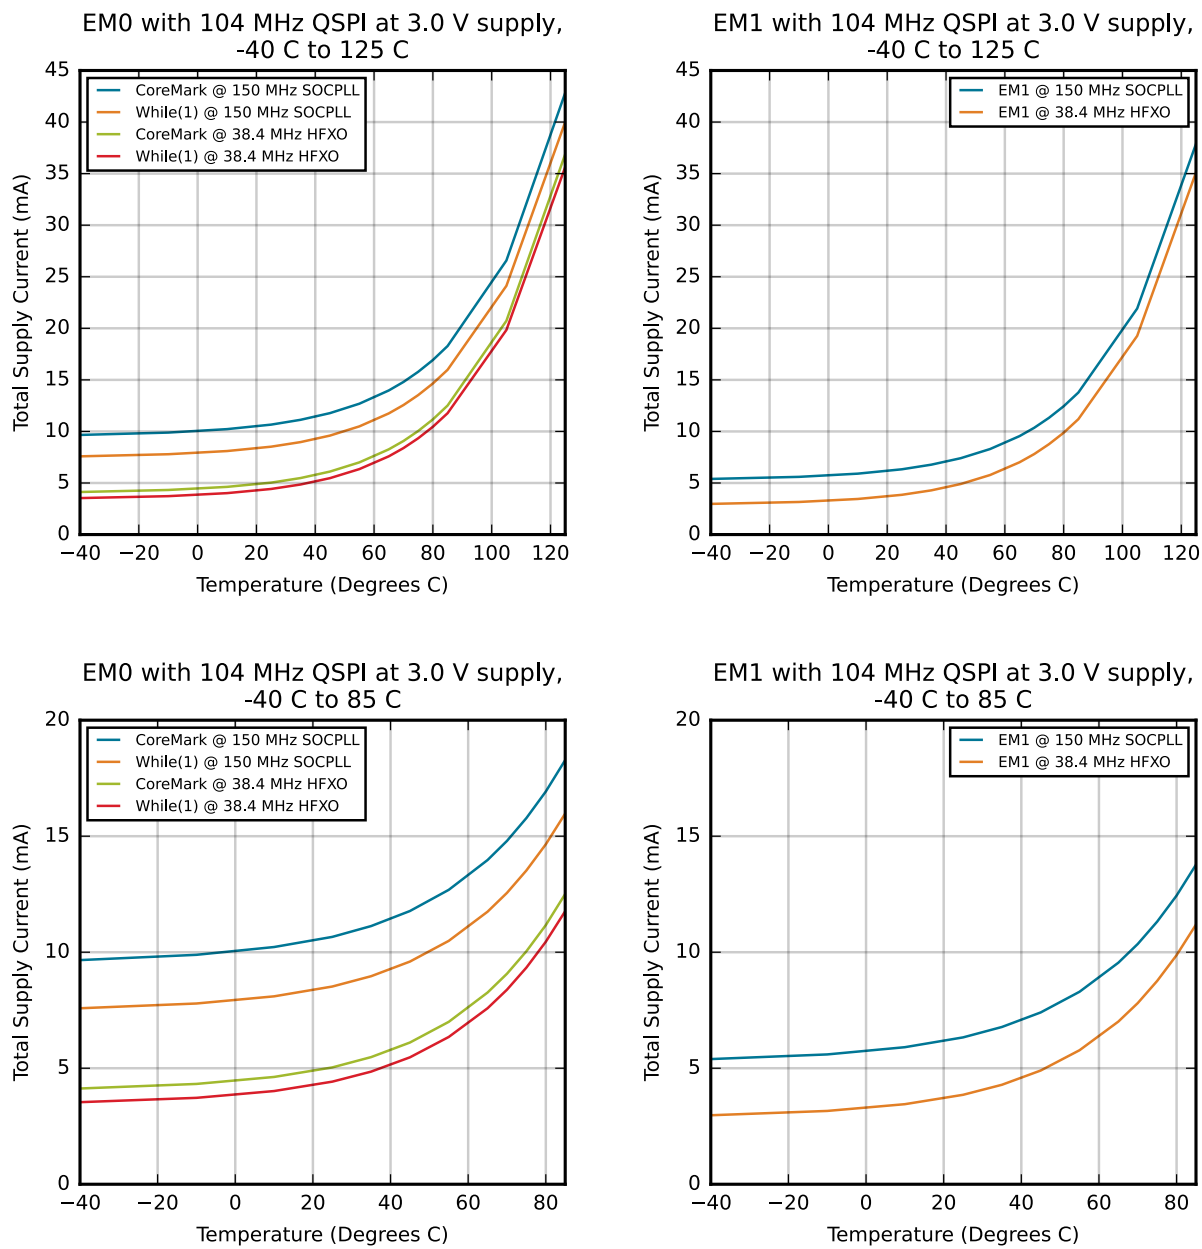 EM0 with 104 MHz QSPI at 3.0 V supply,
-40 C to 125 C
45
40
35
30
25
20
15
10
5
0
Total Supply Current (mA)
CoreMark @ 150 MHz SOCPLL
While(1) @ 150 MHz SOCPLL
CoreMark @ 38.4 MHz HFXO
While(1) @ 38.4 MHz HFXO
−40 −20 0 20 40 60 80 100 120
Temperature (Degrees C)
EM1 with 104 MHz QSPI at 3.0 V supply,
-40 C to 125 C
45
40
35
30
25
20
15
10
5
0
Total Supply Current (mA)
EM1 @ 150 MHz SOCPLL
EM1 @ 38.4 MHz HFXO
−40 −20 0 20 40 60 80 100 120
Temperature (Degrees C)
EM0 with 104 MHz QSPI at 3.0 V supply,
-40 C to 85 C
20
15
10
5
0
Total Supply Current (mA)
CoreMark @ 150 MHz SOCPLL
While(1) @ 150 MHz SOCPLL
CoreMark @ 38.4 MHz HFXO
While(1) @ 38.4 MHz HFXO
−40 −20 0 20 40 60 80
Temperature (Degrees C)
EM1 with 104 MHz QSPI at 3.0 V supply,
-40 C to 85 C
20
15
10
5
0
Total Supply Current (mA)
EM1 @ 150 MHz SOCPLL
EM1 @ 38.4 MHz HFXO
−40 −20 0 20 40 60 80
Temperature (Degrees C)